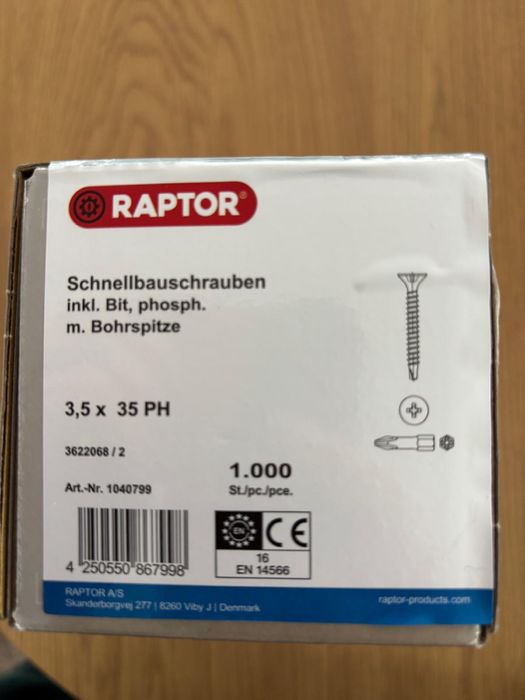 RAPTOR®
Schnellbauschrauben
inkl. Bit, phosph.
m. Bohrspitze
3,5 x 35 PH
3622068 / 2
1.000
St./pc./pce.
Art.-Nr. 1040799
4 250550 867998
EN
CE
16
EN 14566
RAPTOR A/S
Skanderborgvej 277 | 8260 Viby J | Denmark
raptor-products.com